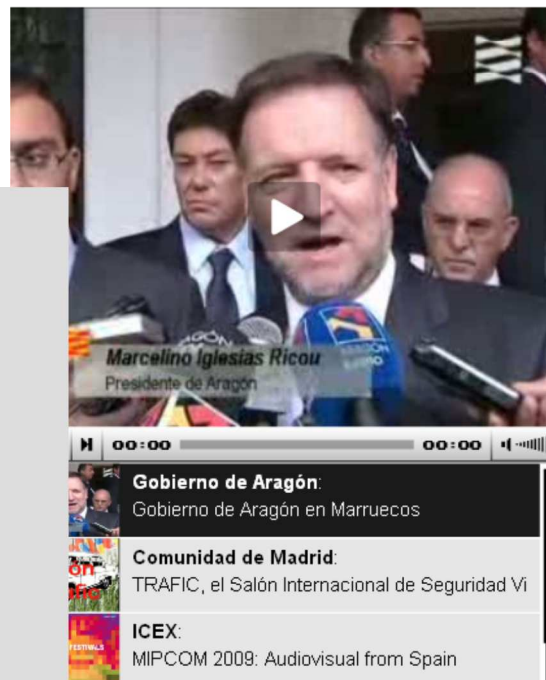 Marcelino Iglesias Ricou
Presidente de Aragón
00:00 00:00
Gobierno de Aragón:
Gobierno de Aragón en Marruecos
Comunidad de Madrid:
TRAFIC, el Salón Internacional de Seguridad Vi
ICEX:
MIPCOM 2009: Audiovisual from Spain